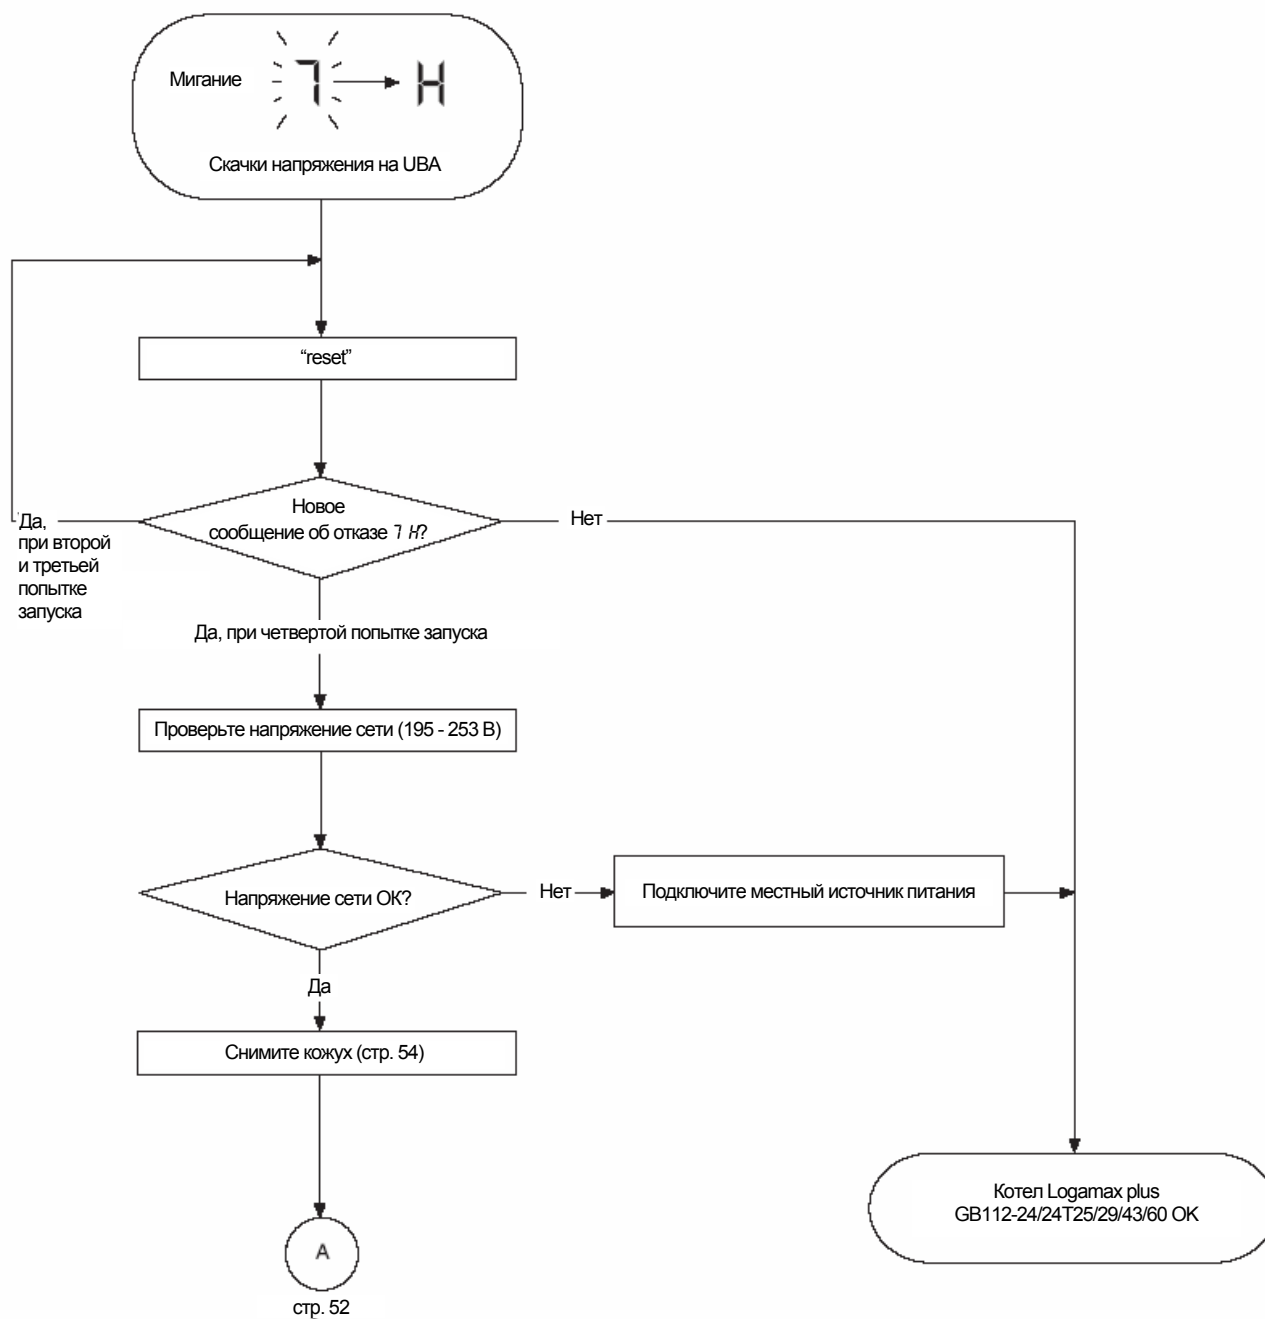 Мигание
7
H
Скачки напряжения на UBA
“reset”
Новое
сообщение об отказе 7 H?
Нет
Да,
при второй
и третьей
попытке
запуска
Да, при четвертой попытке запуска
Проверьте напряжение сети (195 - 253 В)
Напряжение сети ОК?
Нет
Подключите местный источник питания
Да
Снимите кожух (стр. 54)
Котел Logamax plus
GB112-24/24T25/29/43/60 OK
A
стр. 52